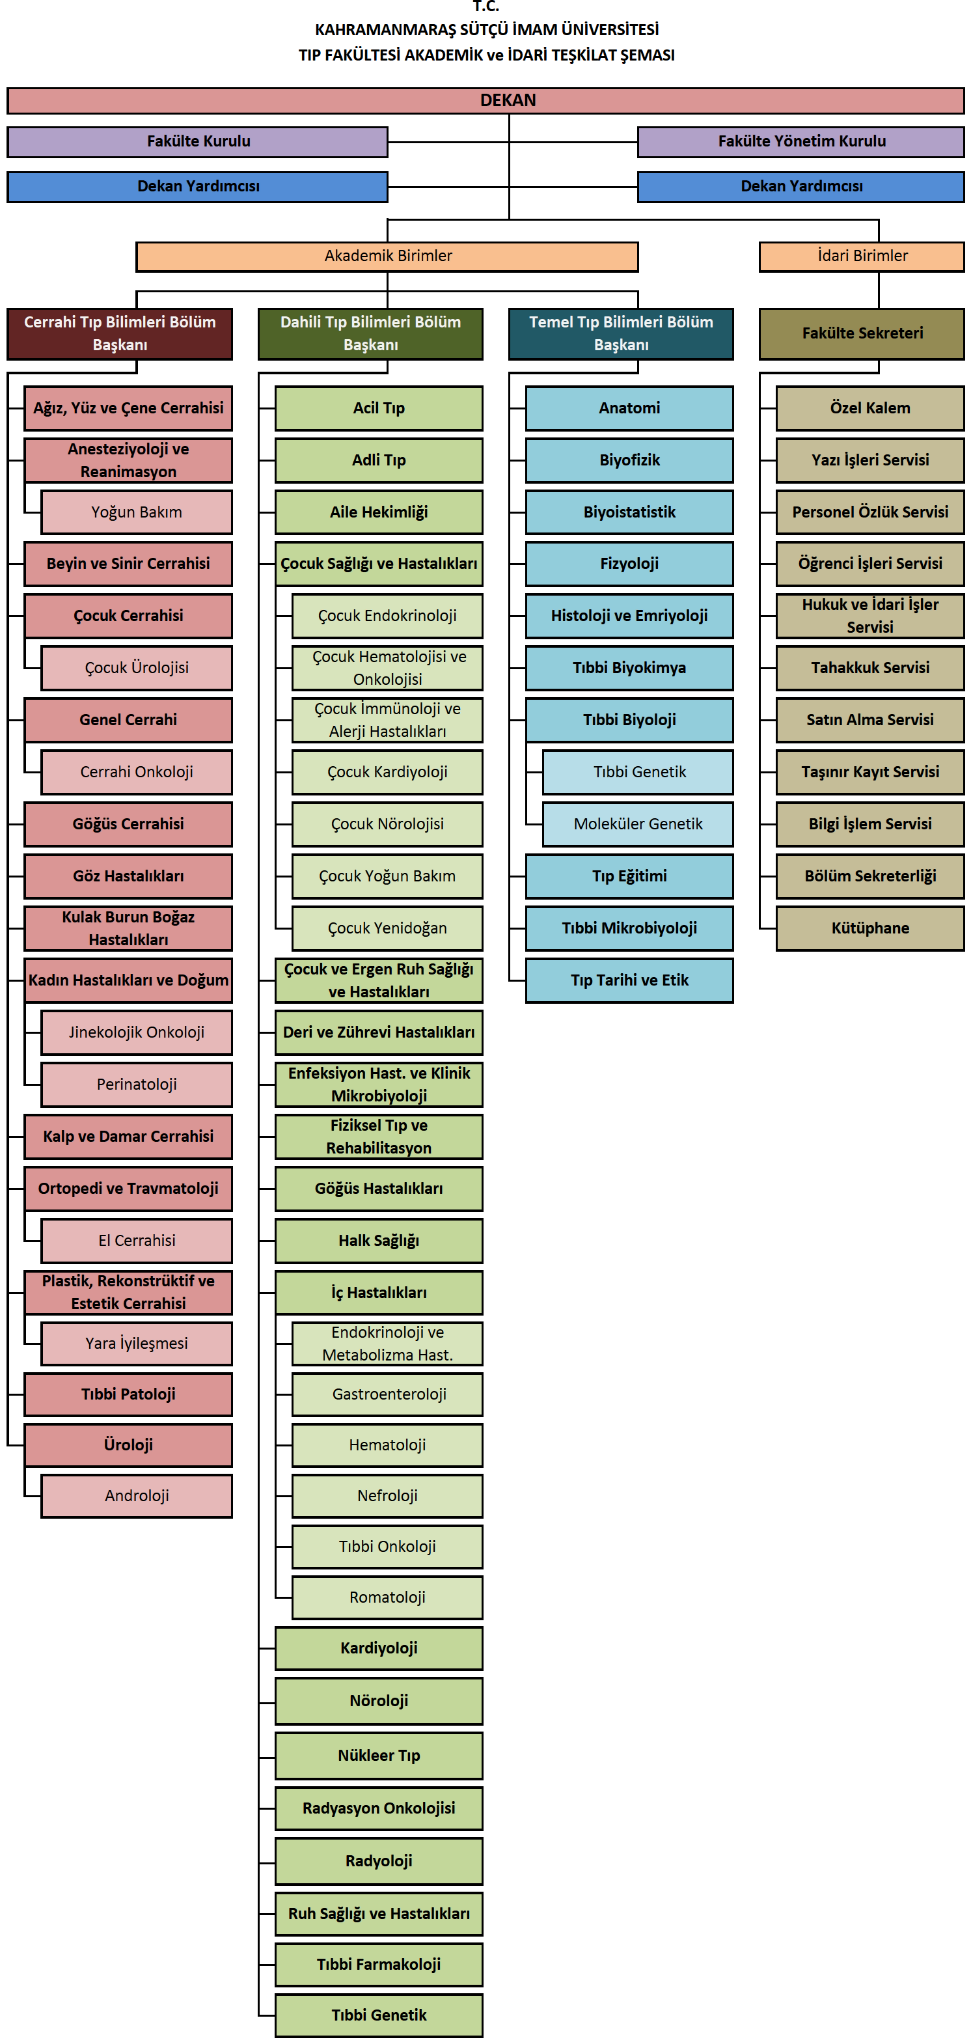 T.C.
KAHRAMANMARAŞ SÜTÇÜ İMAM ÜNİVERSİTESİ
TIP FAKÜLTESİ AKADEMİK ve İDARİ TEŞKİLAT ŞEMASI
DEKAN
Fakülte Kurulu
Fakülte Yönetim Kurulu
Dekan Yardımcısı
Dekan Yardımcısı
Akademik Birimler
İdari Birimler
Cerrahi Tıp Bilimleri Bölüm
Başkanı
Ağız, Yüz ve Çene Cerrahisi
Anesteziyoloji ve
Reanimasyon
Yoğun Bakım
Beyin ve Sinir Cerrahisi
Çocuk Cerrahisi
Çocuk Ürolojisi
Genel Cerrahi
Cerrahi Onkoloji
Göğüs Cerrahisi
Göz Hastalıkları
Kulak Burun Boğaz
Hastalıkları
Kadın Hastalıkları ve Doğum
Jinekolojik Onkoloji
Perinatoloji
Kalp ve Damar Cerrahisi
Ortopedi ve Travmatoloji
El Cerrahisi
Plastik, Rekonstrüktif ve
Estetik Cerrahisi
Yara İyileşmesi
Tıbbi Patoloji
Üroloji
Androloji
Dahili Tıp Bilimleri Bölüm
Başkanı
Acil Tıp
Adli Tıp
Aile Hekimliği
Çocuk Sağlığı ve Hastalıkları
Çocuk Endokrinoloji
Çocuk Hematolojisi ve
Onkolojisi
Çocuk İmmünoloji ve
Alerji Hastalıkları
Çocuk Kardiyoloji
Çocuk Nörolojisi
Çocuk Yoğun Bakım
Çocuk Yenidoğan
Çocuk ve Ergen Ruh Sağlığı
ve Hastalıkları
Deri ve Zührevi Hastalıkları
Enfeksiyon Hast. ve Klinik
Mikrobiyoloji
Fiziksel Tıp ve
Rehabilitasyon
Göğüs Hastalıkları
Halk Sağlığı
İç Hastalıkları
Endokrinoloji ve
Metabolizma Hast.
Gastroenteroloji
Hematoloji
Nefroloji
Tıbbi Onkoloji
Romatoloji
Kardiyoloji
Nöroloji
Nükleer Tıp
Radyasyon Onkolojisi
Radyoloji
Ruh Sağlığı ve Hastalıkları
Tıbbi Farmakoloji
Tıbbi Genetik
Temel Tıp Bilimleri Bölüm
Başkanı
Anatomi
Biyofizik
Biyoistatistik
Fizyoloji
Histoloji ve Emriyoloji
Tıbbi Biyokimya
Tıbbi Biyoloji
Tıbbi Genetik
Moleküler Genetik
Tıp Eğitimi
Tıbbi Mikrobiyoloji
Tıp Tarihi ve Etik
Fakülte Sekreteri
Özel Kalem
Yazı İşleri Servisi
Personel Özlük Servisi
Öğrenci İşleri Servisi
Hukuk ve İdari İşler
Servisi
Tahakkuk Servisi
Satın Alma Servisi
Taşınır Kayıt Servisi
Bilgi İşlem Servisi
Bölüm Sekreterliği
Kütüphane